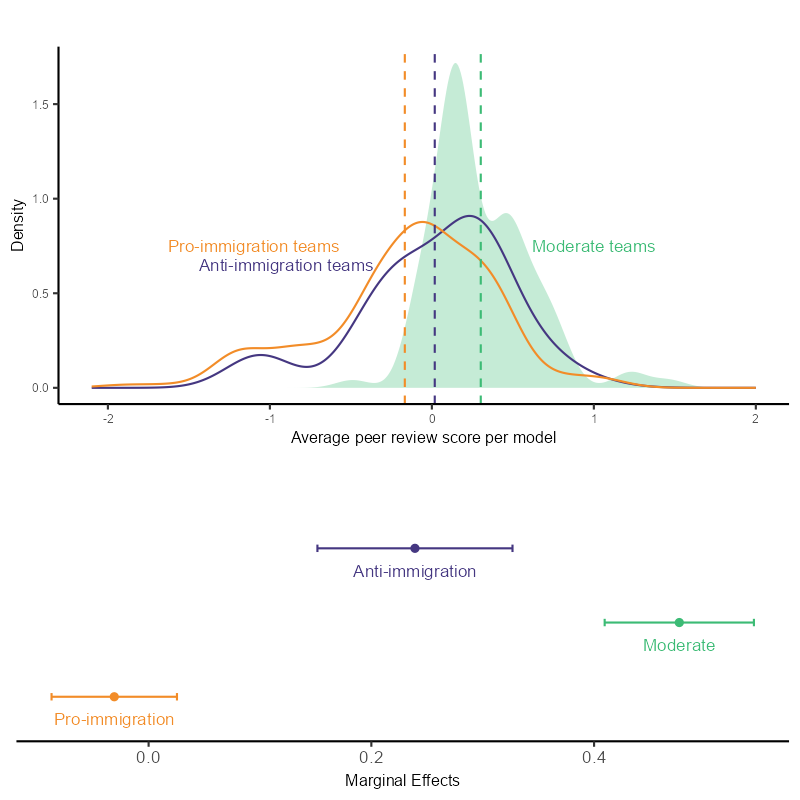 1.5
1.0
0.5
0.0
Density
Pro-immigration teams
Moderate teams
Anti-immigration teams
-2 -1 0 1 2
Average peer review score per model
Anti-immigration
Moderate
Pro-immigration
0.0 0.2 0.4
Marginal Effects